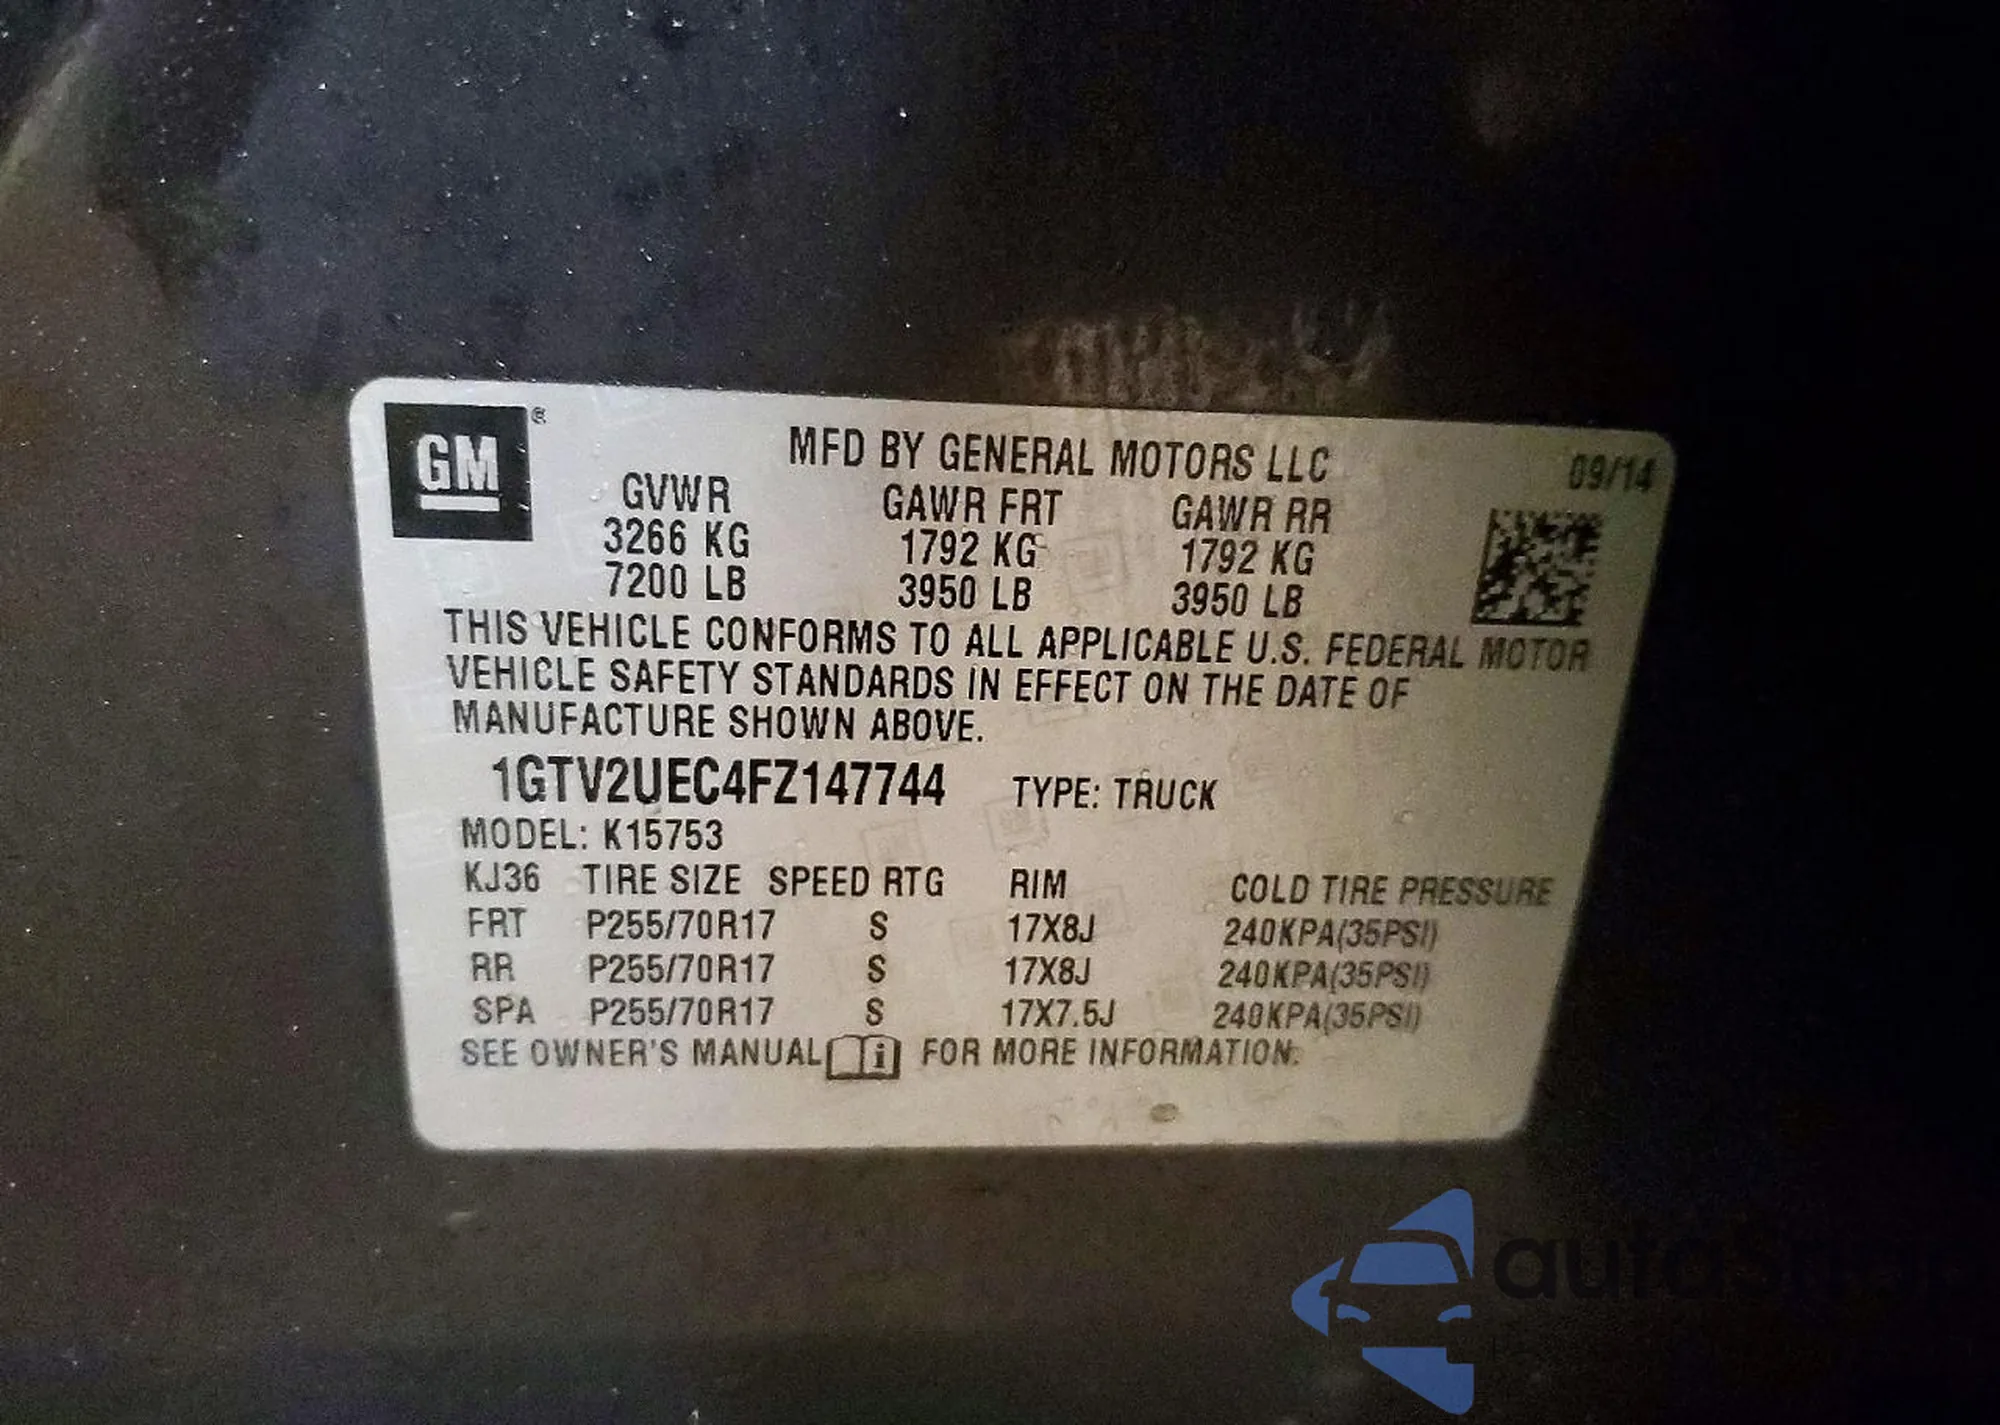 GM ®
MFD BY GENERAL MOTORS LLC 09/14
GVWR GAWR FRT GAWR RR
3266 KG 1792 KG 1792 KG
7200 LB 3950 LB 3950 LB
THIS VEHICLE CONFORMS TO ALL APPLICABLE U.S. FEDERAL MOTOR
VEHICLE SAFETY STANDARDS IN EFFECT ON THE DATE OF
MANUFACTURE SHOWN ABOVE.
1GTV2UEC4FZ147744 TYPE: TRUCK
MODEL: K15753
KJ36 TIRE SIZE SPEED RTG RIM COLD TIRE PRESSURE
FRT P255/70R17 S 17X8J 240KPA(35PSI)
RR P255/70R17 S 17X8J 240KPA(35PSI)
SPA P255/70R17 S 17X7.5J 240KPA(35PSI)
SEE OWNER'S MANUAL i FOR MORE INFORMATION.